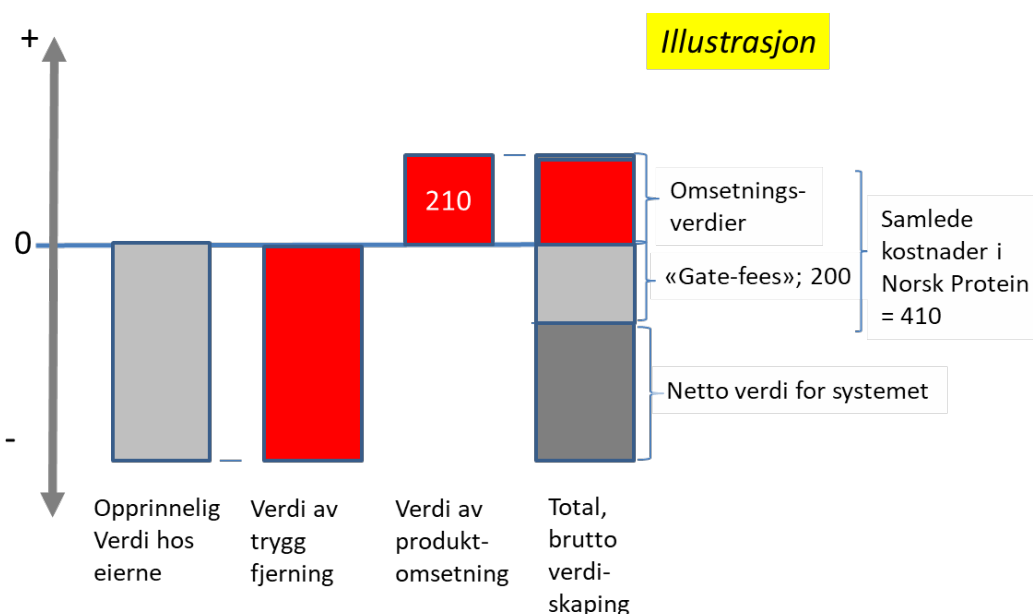 +
Illustrasjon
210
Omsetnings-
verdier
0
«Gate-fees»; 200
Samlede
kostnader i
Norsk Protein
= 410
Netto verdi for systemet
-
Opprinnelig
Verdi hos
eierne
Verdi av
trygg
fjerning
Verdi av
produkt-
omsetning
Total,
brutto
verdi-
skaping